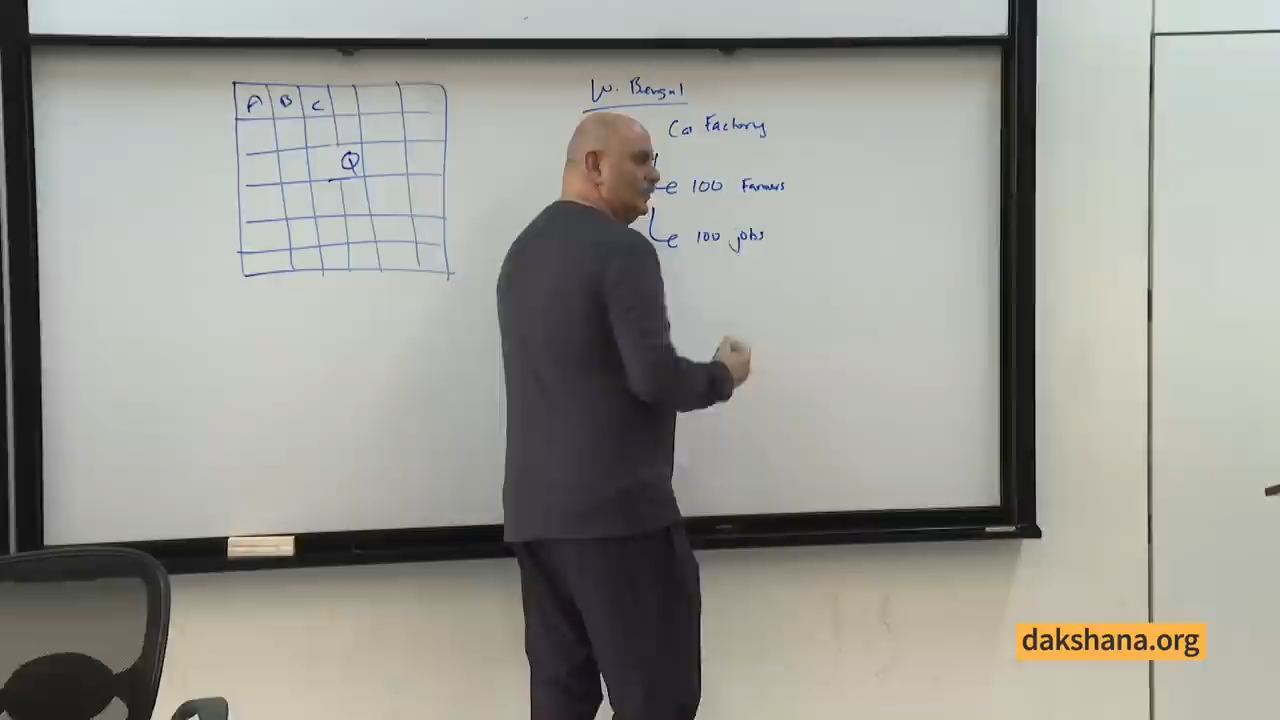 A B C
Q
W. Bengal
Car Factory
100 Farmers
100 jobs
dakshana.org